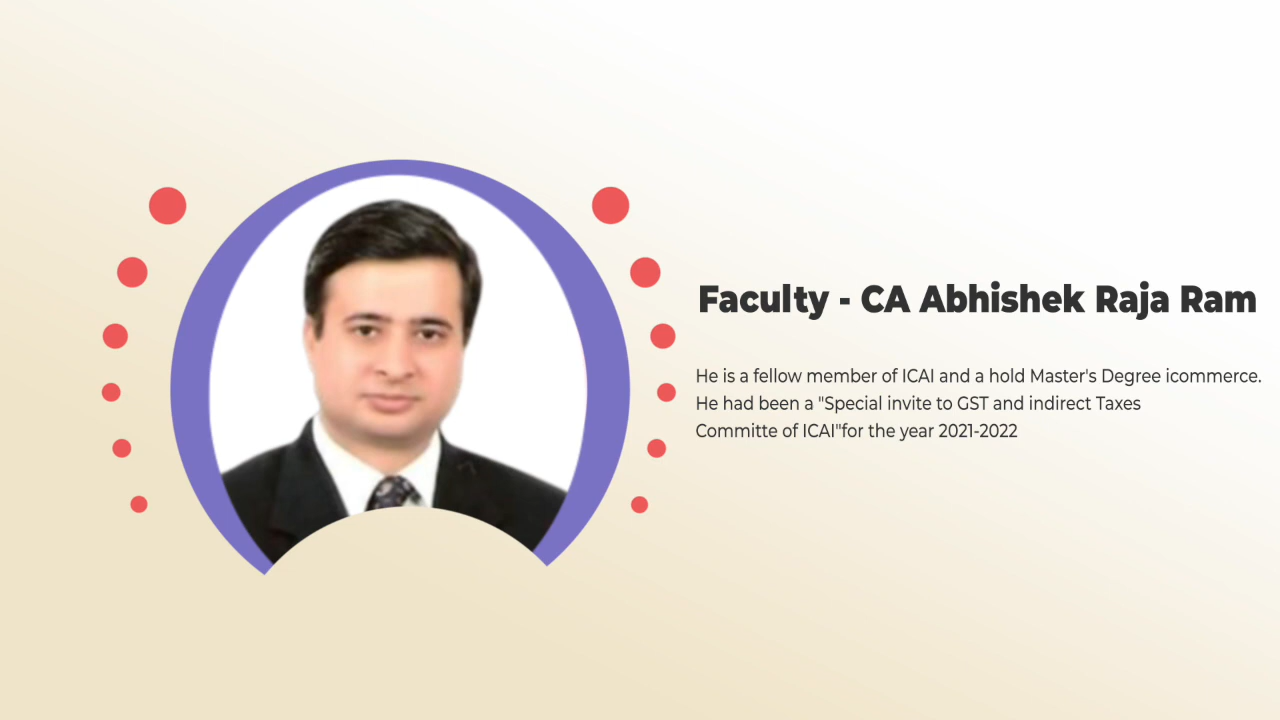 Faculty - CA Abhishek Raja Ram
He is a fellow member of ICAI and a hold Master's Degree icommerce.
He had been a "Special invite to GST and indirect Taxes
Committe of ICAI"for the year 2021-2022